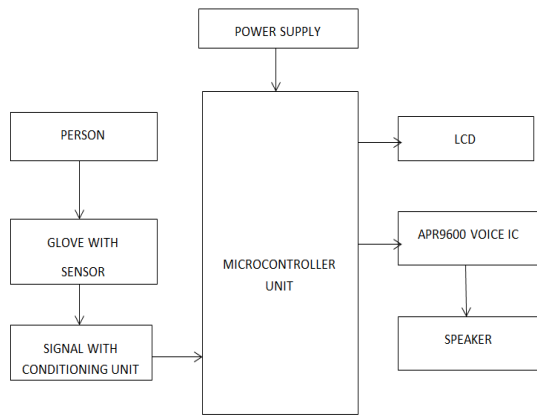 POWER SUPPLY
PERSON
GLOVE WITH
SENSOR
SIGNAL WITH
CONDITIONING UNIT
MICROCONTROLLER
UNIT
LCD
APR9600 VOICE IC
SPEAKER